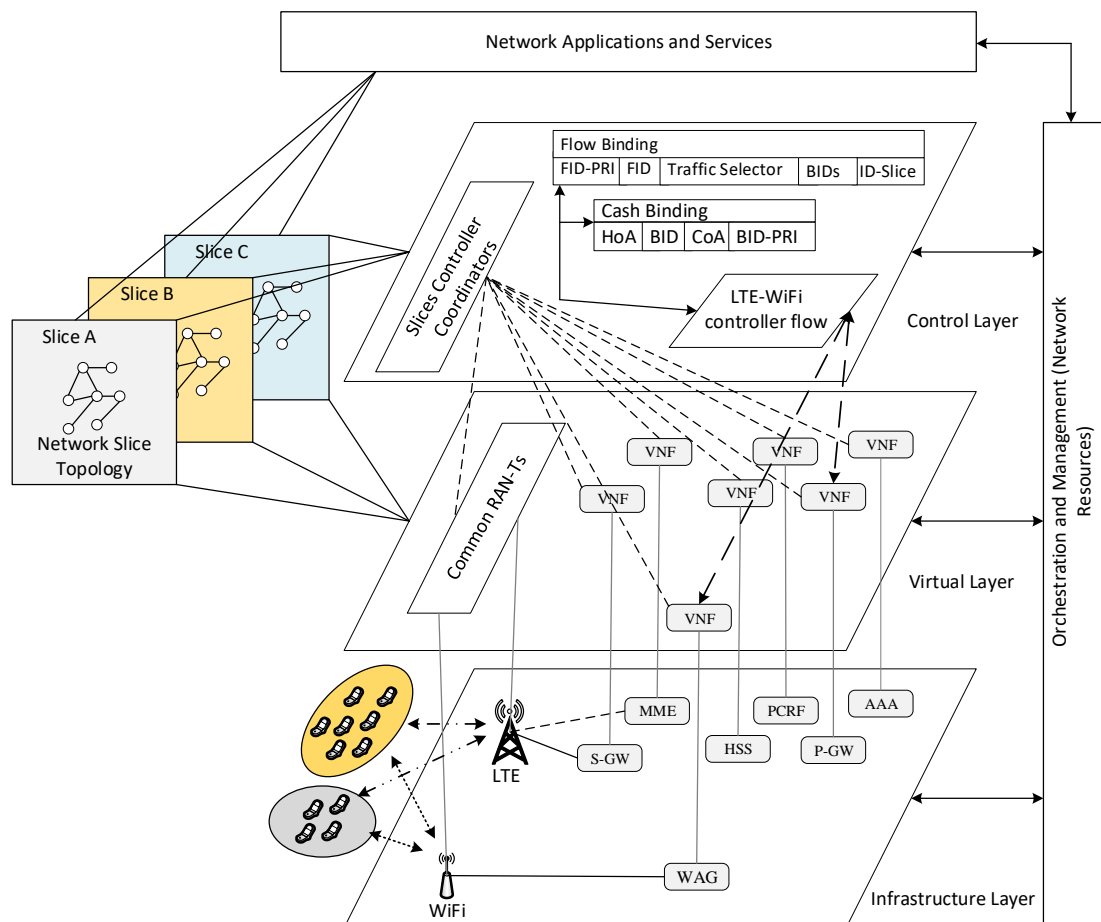 Network Applications and Services
Flow Binding
FID-PRI FID Traffic Selector BIDs ID-Slice
Cash Binding
HoA BID CoA BID-PRI
Slices Controller
Coordinators
LTE-WiFi
controller flow
Control Layer
Slice C
Slice B
Slice A
Network Slice
Topology
Orchestration and Management (Network
Resources)
Common RAN-Ts
VNF
VNF
VNF
VNF
VNF
VNF
VNF
Virtual Layer
MME
PCRF
AAA
S-GW
HSS
P-GW
LTE
WAG
WiFi
Infrastructure Layer